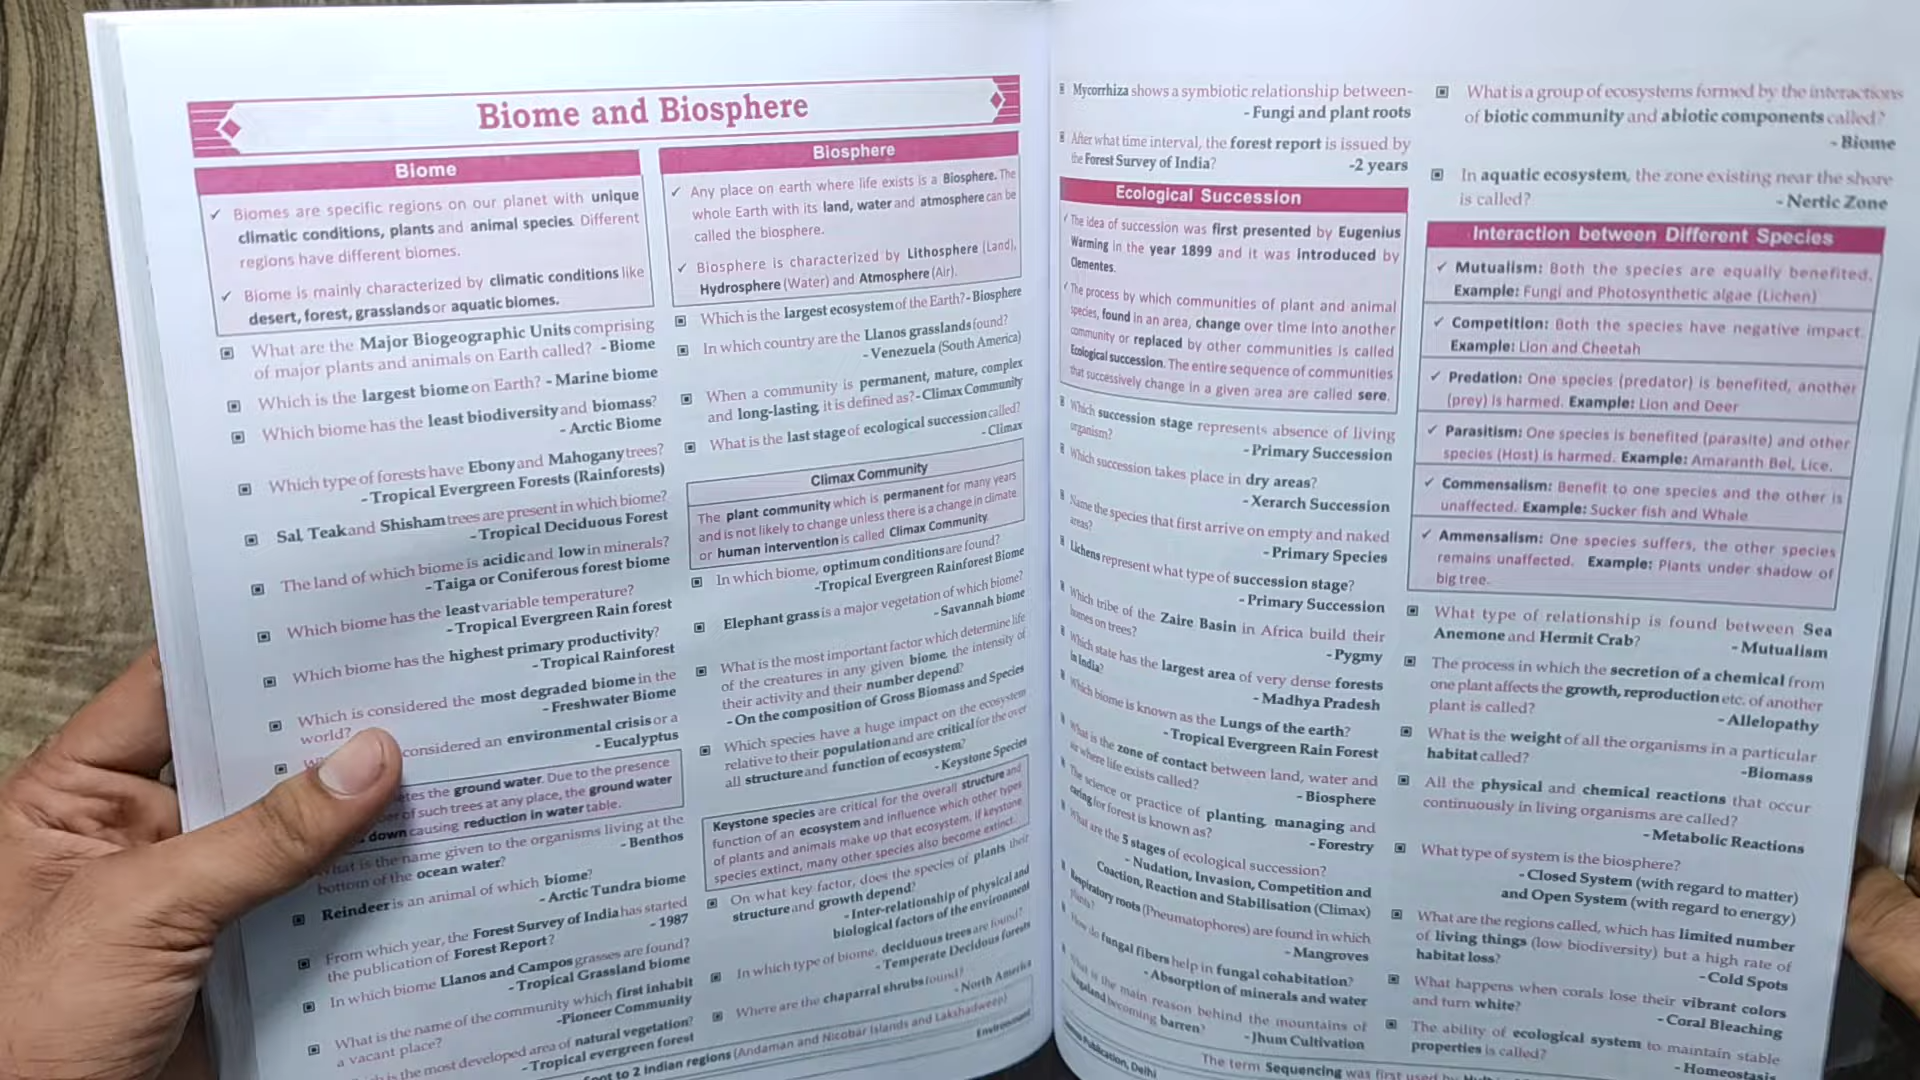 Biome and Biosphere
Biome
✓ Biomes are specific regions on our planet with unique
climatic conditions, plants and animal species. Different
regions have different biomes.
✓ Biome is mainly characterized by climatic conditions like
desert, forest, grasslands or aquatic biomes.
What are the Major Biogeographic Units comprising
of major plants and animals on Earth called? - Biome
Which is the largest biome on Earth? - Marine biome
Which biome has the least biodiversity and biomass?
- Arctic Biome
Which type of forests have Ebony and Mahogany trees?
- Tropical Evergreen Forests (Rainforests)
Sal, Teak and Shisham trees are present in which biome?
- Tropical Deciduous Forest
The land of which biome is acidic and low in minerals?
- Taiga or Coniferous forest biome
Which biome has the least variable temperature?
- Tropical Evergreen Rain forest
Which biome has the highest primary productivity?
- Tropical Rainforest
Which is considered the most degraded biome in the
world? - Freshwater Biome
considered an environmental crisis or a
- Eucalyptus
the ground water. Due to the presence
of such trees at any place, the ground water
down causing reduction in water table.
What is the name given to the organisms living at the
bottom of the ocean water? - Benthos
Reindeer is an animal of which biome?
- Arctic Tundra biome
From which year, the Forest Survey of India has started
the publication of Forest Report? - 1987
In which biome Llanos and Campos grasses are found?
- Tropical Grassland biome
What is the name of the community which first inhabit
a vacant place? -Pioneer Community
is the most developed area of natural vegetation?
- Tropical evergreen forest
Biosphere
✓ Any place on earth where life exists is a Biosphere. The
whole Earth with its land, water and atmosphere can be
called the biosphere.
✓ Biosphere is characterized by Lithosphere (Land),
Hydrosphere (Water) and Atmosphere (Air).
Which is the largest ecosystem of the Earth? - Biosphere
In which country are the Llanos grasslands found?
- Venezuela (South America)
When a community is permanent, mature, complex
and long-lasting it is defined as? - Climax Community
What is the last stage of ecological succession called?
- Climax
Climax Community
The plant community which is permanent for many years
and is not likely to change unless there is a change in climate
or human intervention is called Climax Community.
In which biome, optimum conditions are found?
-Tropical Evergreen Rainforest Biome
Elephant grass is a major vegetation of which biome?
- Savannah biome
What is the most important factor which determine life
of the creatures in any given biome, the intensity of
their activity and their number depend?
- On the composition of Gross Biomass and Species
Which species have a huge impact on the ecosystem
relative to their population and are critical for the over
all structure and function of ecosystem?
- Keystone Species
Keystone species are critical for the overall structure and
function of an ecosystem and influence which other types
of plants and animals make up that ecosystem. If keystone
species extinct, many other species also become extinct.
On what key factor, does the species of plants their
structure and growth depend?
- Inter-relationship of physical and
biological factors of the environment
In which type of biome, deciduous trees are found?
- Temperate Decidous forests
Where are the chaparral shrubs found?
- North America
to 2 Indian regions (Andaman and Nicobar Islands and Lakshadweep)
Environment
Mycorrhiza shows a symbiotic relationship between-
- Fungi and plant roots
After what time interval, the forest report is issued by
the Forest Survey of India? -2 years
Ecological Succession
✓ The idea of succession was first presented by Eugenius
Warming in the year 1899 and it was introduced by
Clementes.
✓ The process by which communities of plant and animal
species, found in an area, change over time into another
community or replaced by other communities is called
Ecological succession. The entire sequence of communities
that successively change in a given area are called sere.
Which succession stage represents absence of living
organism? - Primary Succession
Which succession takes place in dry areas?
- Xerarch Succession
Name the species that first arrive on empty and naked
areas? - Primary Species
Lichens represent what type of succession stage?
- Primary Succession
Which tribe of the Zaire Basin in Africa build their
homes on trees? - Pygmy
Which state has the largest area of very dense forests
in India? - Madhya Pradesh
Which biome is known as the Lungs of the earth?
- Tropical Evergreen Rain Forest
What is the zone of contact between land, water and
air where life exists called? - Biosphere
The science or practice of planting, managing and
caring for forest is known as? - Forestry
What are the 5 stages of ecological succession?
- Nudation, Invasion, Competition and
Coaction, Reaction and Stabilisation (Climax)
Respiratory roots (Pneumatophores) are found in which
plants? - Mangroves
How do fungal fibers help in fungal cohabitation?
- Absorption of minerals and water
What is the main reason behind the mountains of
Nagaland becoming barren? - Jhum Cultivation
Publication, Delhi
The term Sequencing was first used by
What is a group of ecosystems formed by the interactions
of biotic community and abiotic components called?
- Biome
In aquatic ecosystem, the zone existing near the shore
is called? - Nertic Zone
Interaction between Different Species
✓ Mutualism: Both the species are equally benefited.
Example: Fungi and Photosynthetic algae (Lichen)
✓ Competition: Both the species have negative impact.
Example: Lion and Cheetah
✓ Predation: One species (predator) is benefited, another
(prey) is harmed. Example: Lion and Deer
✓ Parasitism: One species is benefited (parasite) and other
species (Host) is harmed. Example: Amaranth Bel, Lice.
✓ Commensalism: Benefit to one species and the other is
unaffected. Example: Sucker fish and Whale
✓ Ammensalism: One species suffers, the other species
remains unaffected. Example: Plants under shadow of
big tree.
What type of relationship is found between Sea
Anemone and Hermit Crab? - Mutualism
The process in which the secretion of a chemical from
one plant affects the growth, reproduction etc. of another
plant is called? - Allelopathy
What is the weight of all the organisms in a particular
habitat called? -Biomass
All the physical and chemical reactions that occur
continuously in living organisms are called?
- Metabolic Reactions
What type of system is the biosphere?
- Closed System (with regard to matter)
and Open System (with regard to energy)
What are the regions called, which has limited number
of living things (low biodiversity) but a high rate of
habitat loss? - Cold Spots
What happens when corals lose their vibrant colors
and turn white? - Coral Bleaching
The ability of ecological system to maintain stable
properties is called? - Homeostasis